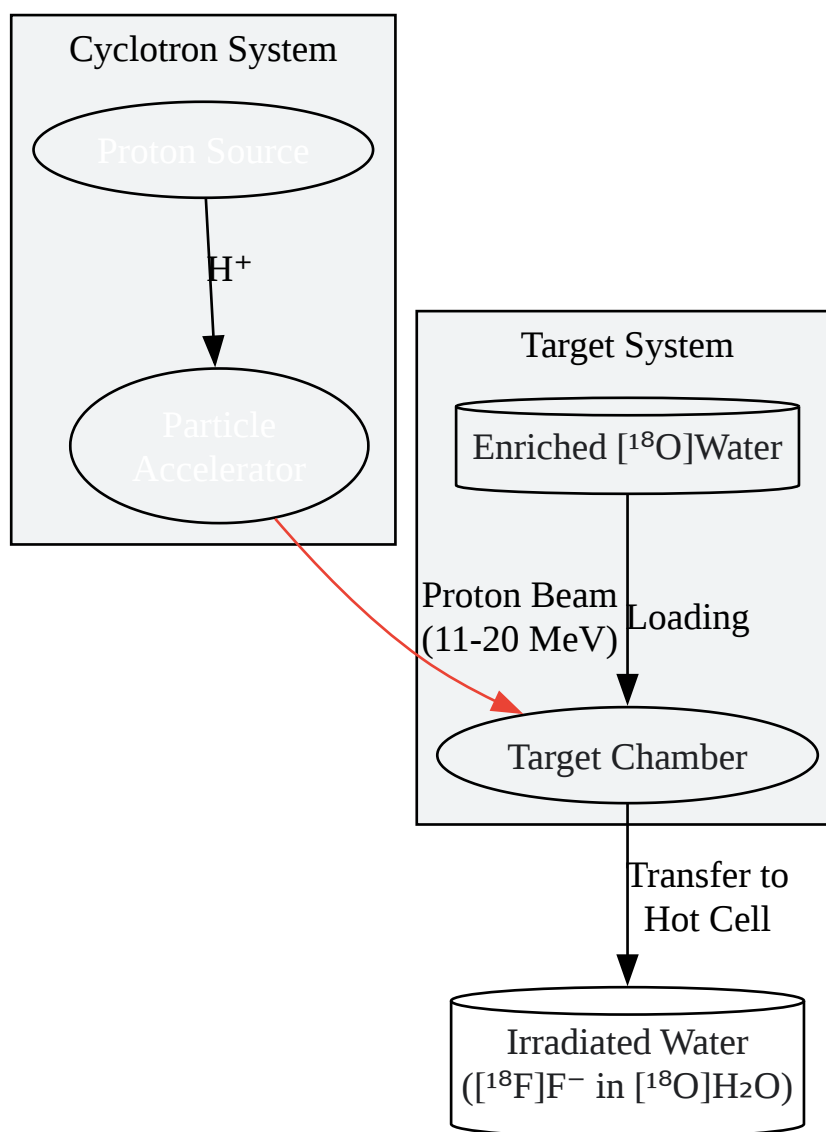 Cyclotron System
Proton Source
H⁺
Particle
Accelerator
Target System
Enriched [¹⁸O]Water
Proton Beam
(11-20 MeV)
Loading
Target Chamber
Transfer to
Hot Cell
Irradiated Water
([¹⁸F]F⁻ in [¹⁸O]H₂O)